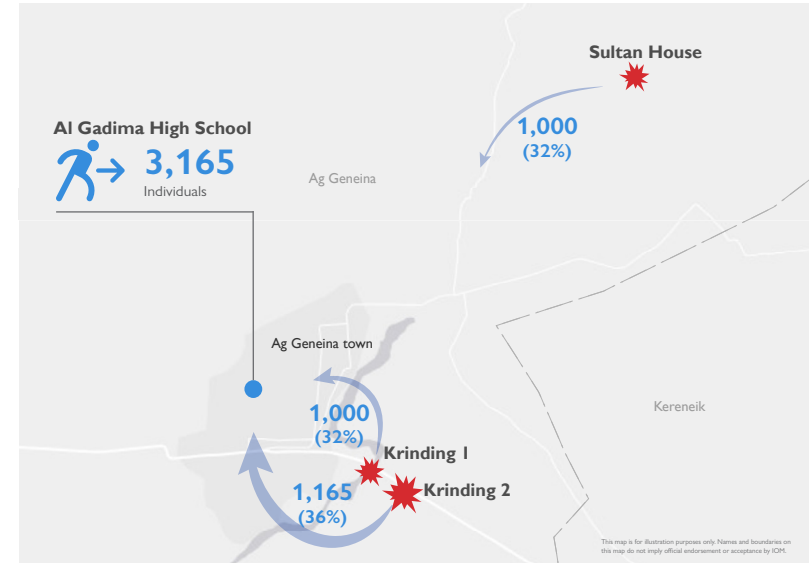 Sultan House
1,000
(32%)
Al Gadima High School
3,165
Individuals
Ag Geneina
Ag Geneina town
Kereneik
1,000
(32%)
Krinding 1
Krinding 2
1,165
(36%)
This map is for illustration purposes only. Names and boundaries on
this map do not imply official endorsement or acceptance by IOM.